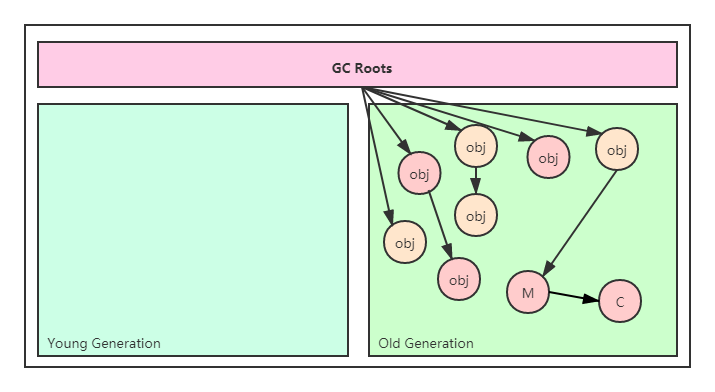 GC Roots
obj
obj
obj
obj
obj
obj
obj
obj
M
C
Young Generation
Old Generation